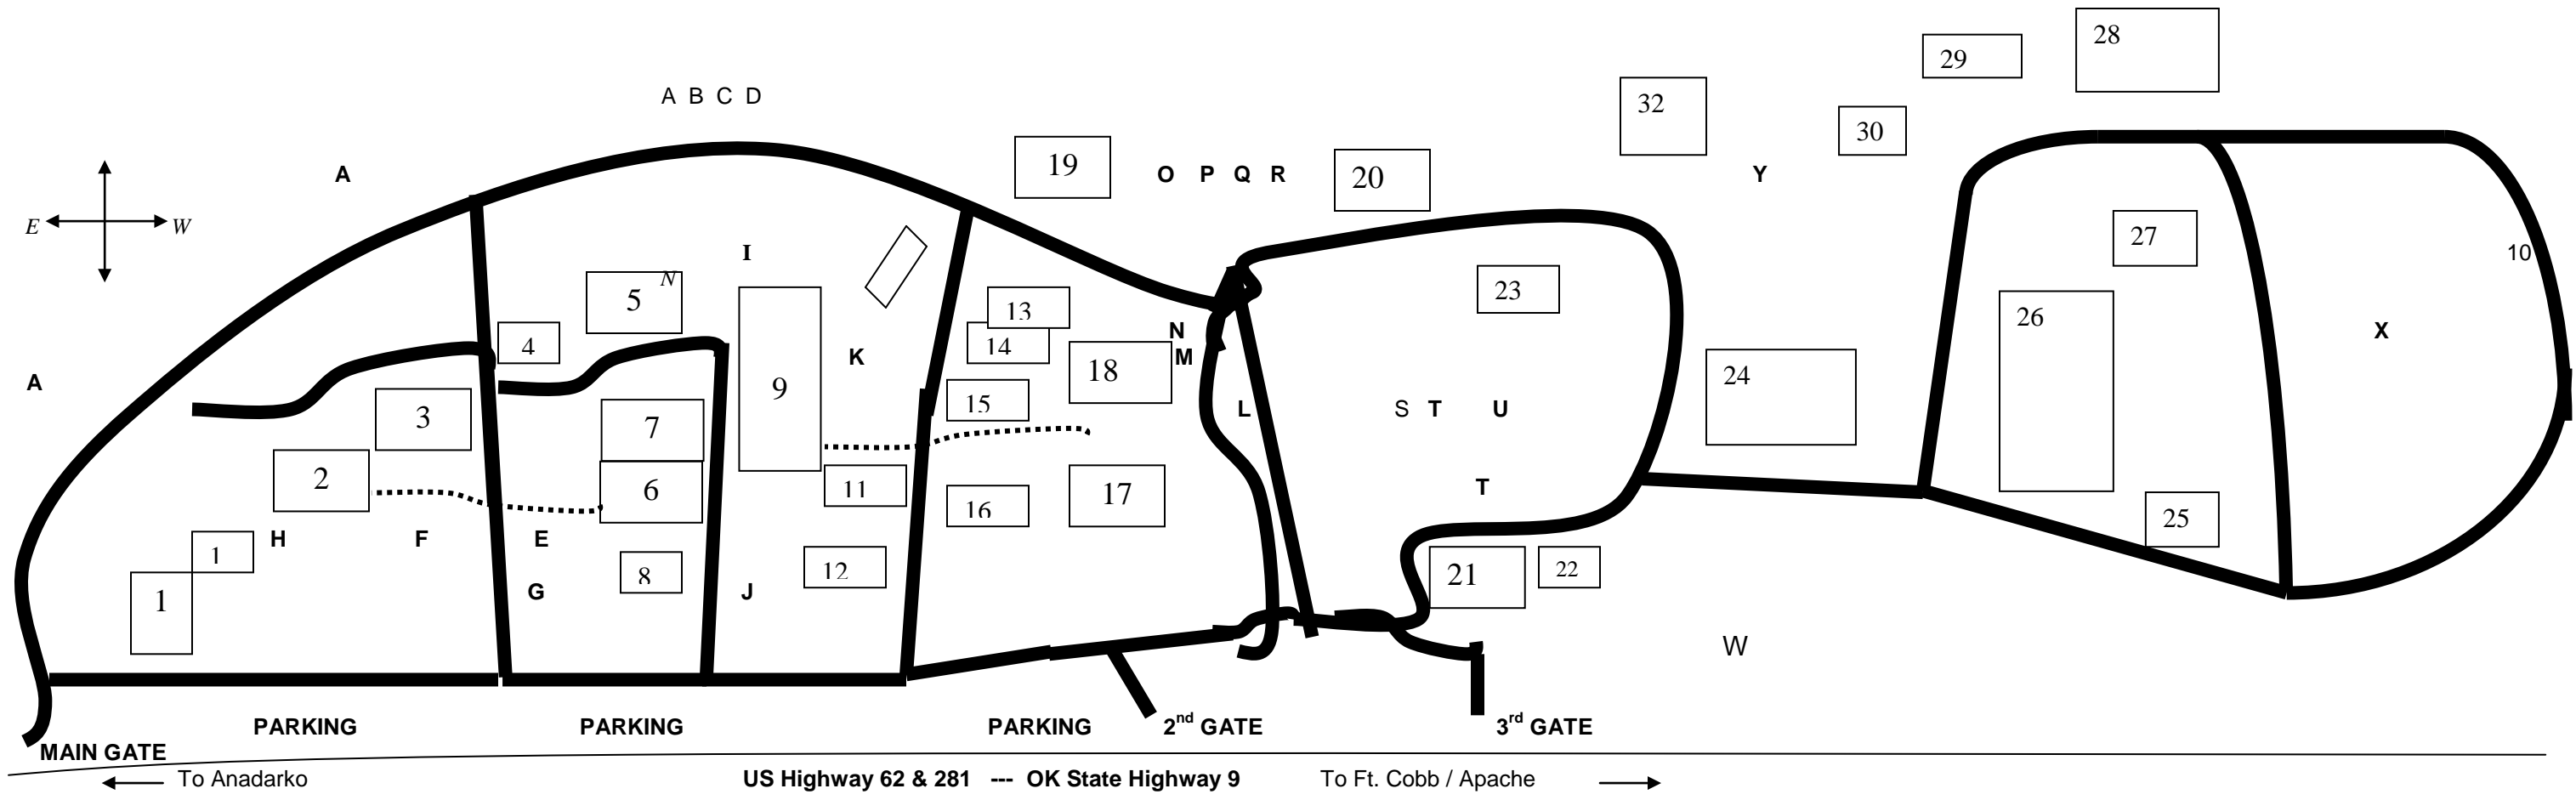 28
29
A B C D
32
30
19
20
A
O P Q R
Y
E W
I
27
10
5 N
23
13
26
N
X
4
14
K
18
M
A
9
24
15
L
S T U
3
7
2
6
11
T
16
17
25
H
F
E
1
12
21
22
8
1
G
J
W
PARKING
PARKING
PARKING
2nd GATE
3rd GATE
MAIN GATE
To Anadarko
US Highway 62 & 281 --- OK State Highway 9
To Ft. Cobb / Apache